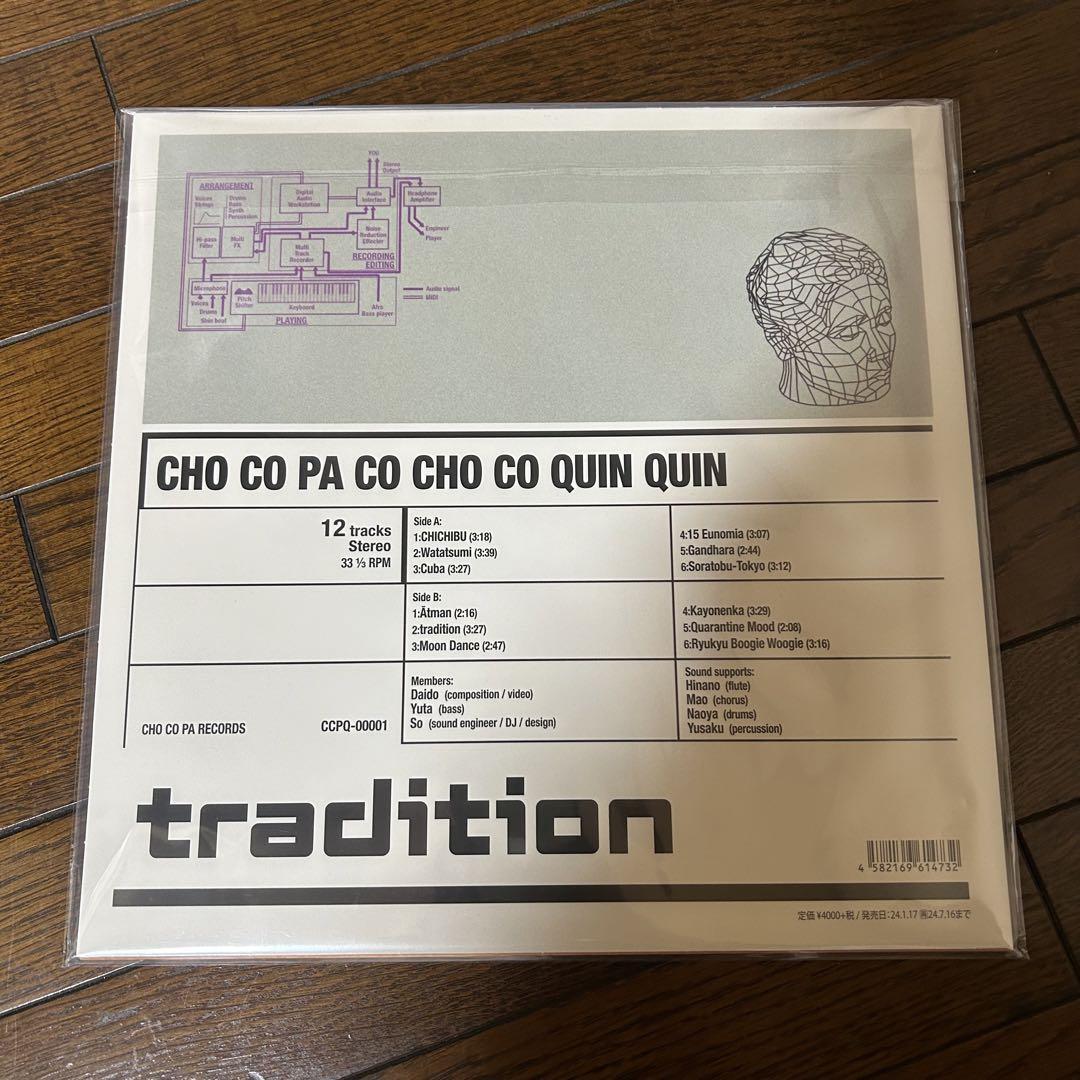 YOU
Stereo
Output
ARRANGEMENT
Voices
Strings
Drums
Bass
Synth
Percussion
Digital
Audio
Workstation
Audio
Interface
Headphone
Amplifier
Hi-pass
Filter
Multi
FX
Noise
Reduction
Effecter
Engineer
Player
Multi
Track
Recorder
RECORDING
EDITING
Microphone
Voices
Drums
Skin beat
Pitch
Shifter
Keyboard
Afro
Bass player
Audio signal
MIDI
PLAYING
CHO CO PA CO CHO CO QUIN QUIN
12 tracks
Stereo
33 ⅓ RPM
Side A:
1:CHICHIBU (3:18)
2:Watatsumi (3:39)
3:Cuba (3:27)
4:15 Eunomia (3:07)
5:Gandhara (2:44)
6:Soratobu-Tokyo (3:12)
Side B:
1:Ātman (2:16)
2:tradition (3:27)
3:Moon Dance (2:47)
4:Kayonenka (3:29)
5:Quarantine Mood (2:08)
6:Ryukyu Boogie Woogie (3:16)
CHO CO PA RECORDS
CCPQ-00001
Members:
Daido (composition / video)
Yuta (bass)
So (sound engineer / DJ / design)
Sound supports:
Hinano (flute)
Mao (chorus)
Naoya (drums)
Yusaku (percussion)
tradition
4 582169 614732
定価 ¥4000+税 / 発売日:24.1.17 再24.7.16まで